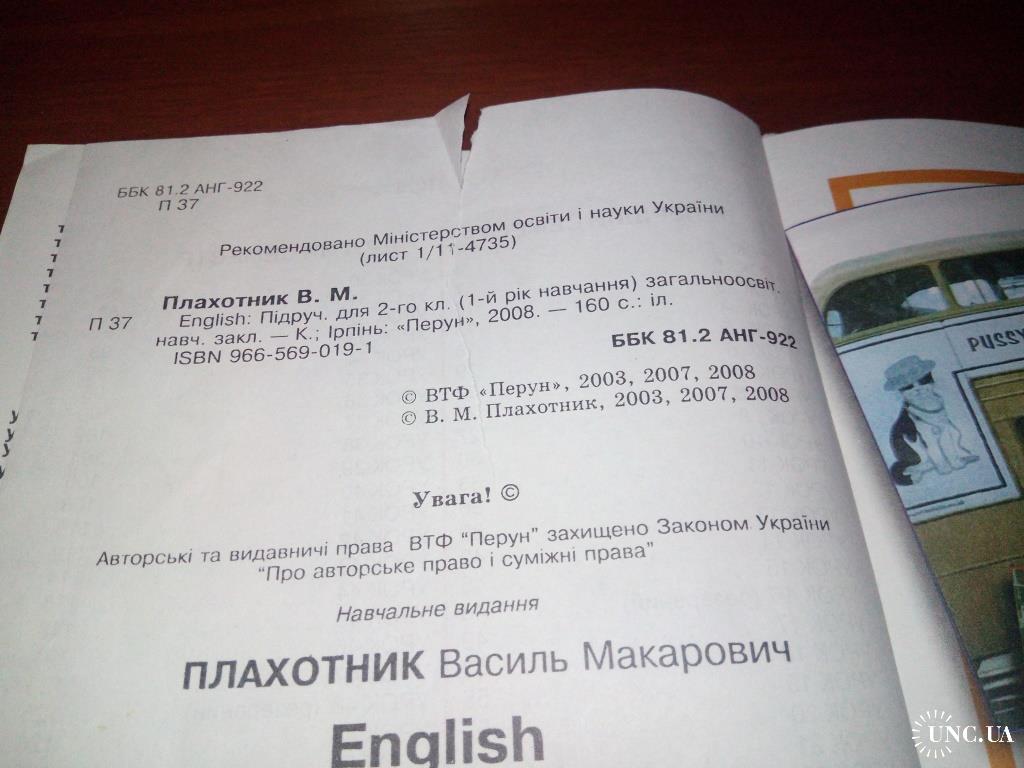 ББК 81.2 АНГ-922
П 37
Рекомендовано Міністерством освіти і науки України
(лист 1/11-4735)
Плахотник В. М.
П 37 English: Підруч. для 2-го кл. (1-й рік навчання) загальноосвіт.
навч. закл. — К.; Ірпінь: «Перун», 2008. — 160 с.: іл.
ISBN 966-569-019-1
ББК 81.2 АНГ-922
© ВТФ «Перун», 2003, 2007, 2008
© В. М. Плахотник, 2003, 2007, 2008
Увага! ©
Авторські та видавничі права ВТФ "Перун" захищено Законом України
"Про авторське право і суміжні права"
Навчальне видання
ПЛАХОТНИК Василь Макарович
English
PUSSY
UNC.UA